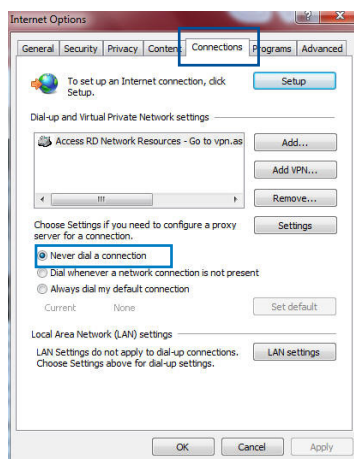 Internet Options
General Security Privacy Content Connections Programs Advanced
To set up an Internet connection, click Setup
Setup.
Dial-up and Virtual Private Network settings
Access RD Network Resources - Go to vpn.as Add...
Add VPN...
Remove...
Choose Settings if you need to configure a proxy Settings
server for a connection.
Never dial a connection
Dial whenever a network connection is not present
Always dial my default connection
Current None Set default
Local Area Network (LAN) settings
LAN Settings do not apply to dial-up connections. LAN settings
Choose Settings above for dial-up settings.
OK Cancel Apply